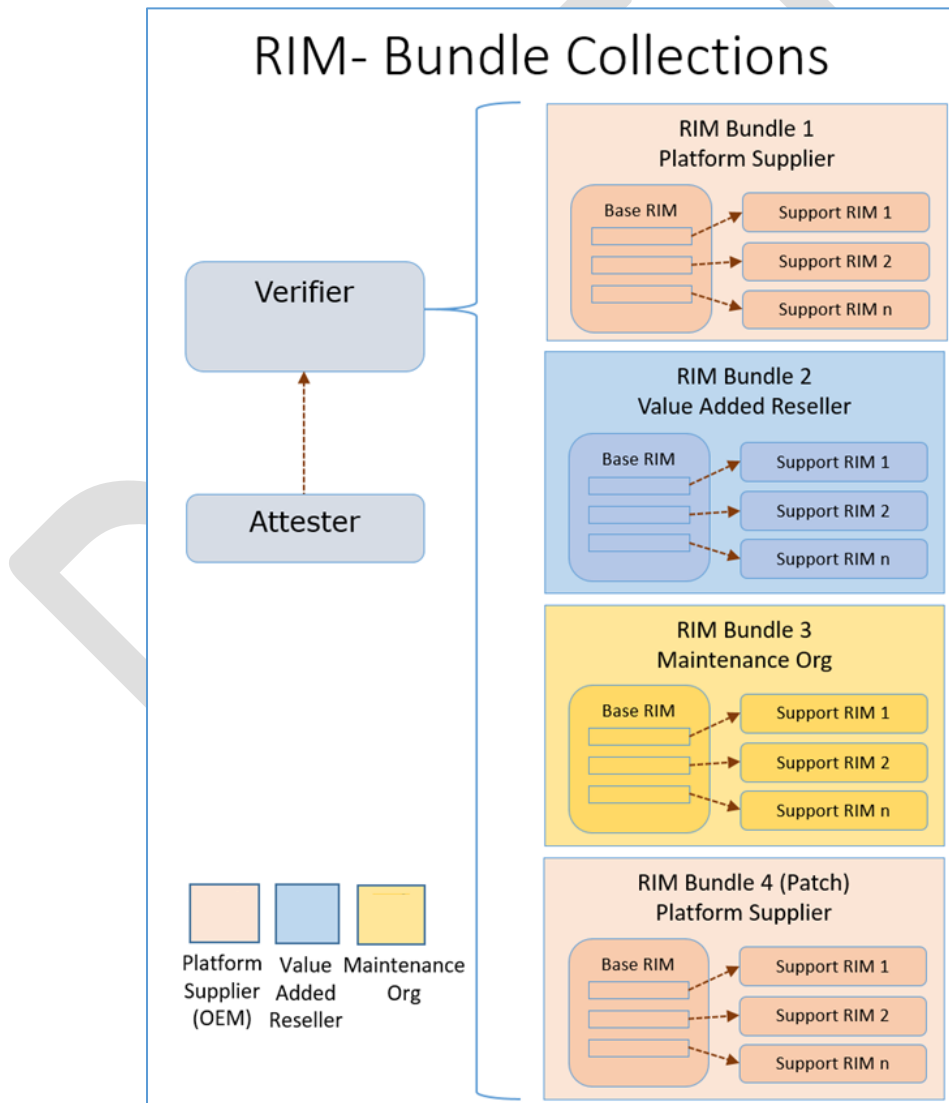 RIM- Bundle Collections
Verifier
Attester
RIM Bundle 1
Platform Supplier
Base RIM
Support RIM 1
Support RIM 2
Support RIM n
RIM Bundle 2
Value Added Reseller
Base RIM
Support RIM 1
Support RIM 2
Support RIM n
RIM Bundle 3
Maintenance Org
Base RIM
Support RIM 1
Support RIM 2
Support RIM n
RIM Bundle 4 (Patch)
Platform Supplier
Base RIM
Support RIM 1
Support RIM 2
Support RIM n
Platform
Supplier
(OEM)
Value
Added
Reseller
Maintenance
Org